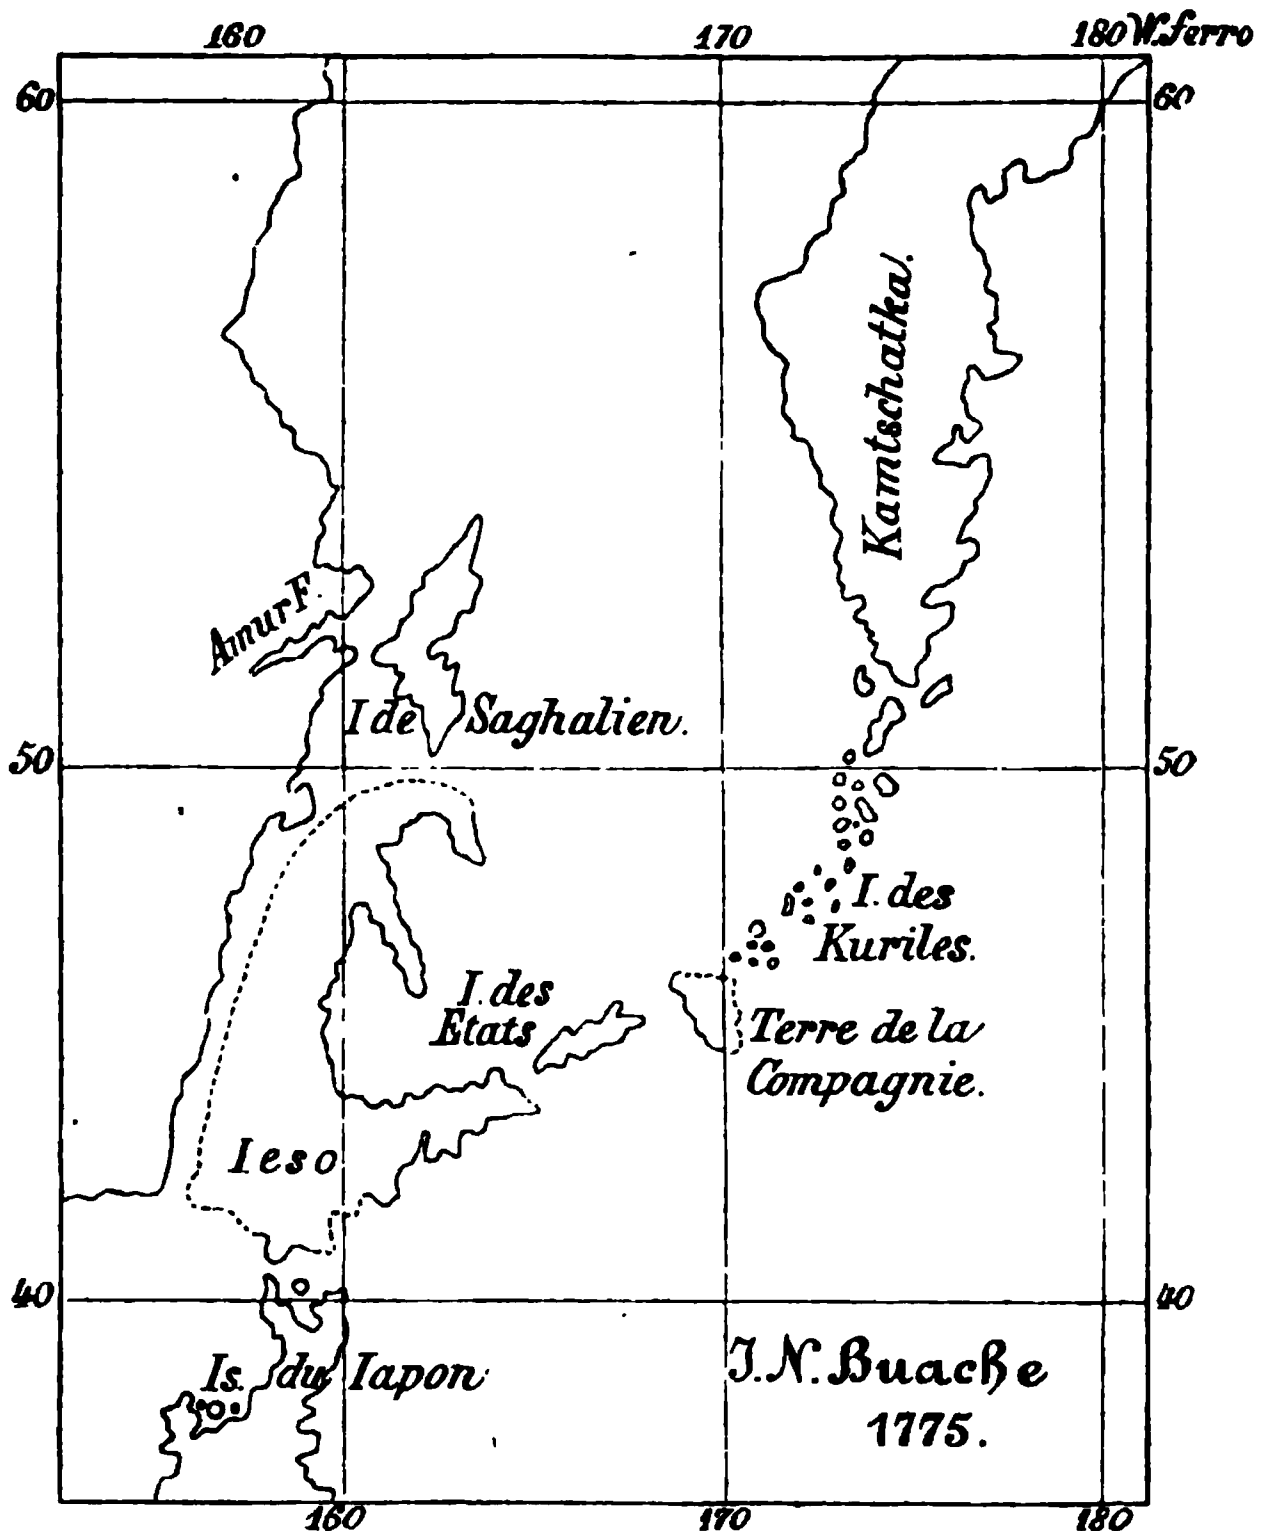 160 170 180 W. ferro
60 60
Kamtschatka.
Amur F.
I de Saghalien.
50 50
I. des
Kuriles.
I. des
Etats
Terre de la
Compagnie.
Ieso
40 40
Is. du Iapon
J. N. Buache
1775.
160 170 180